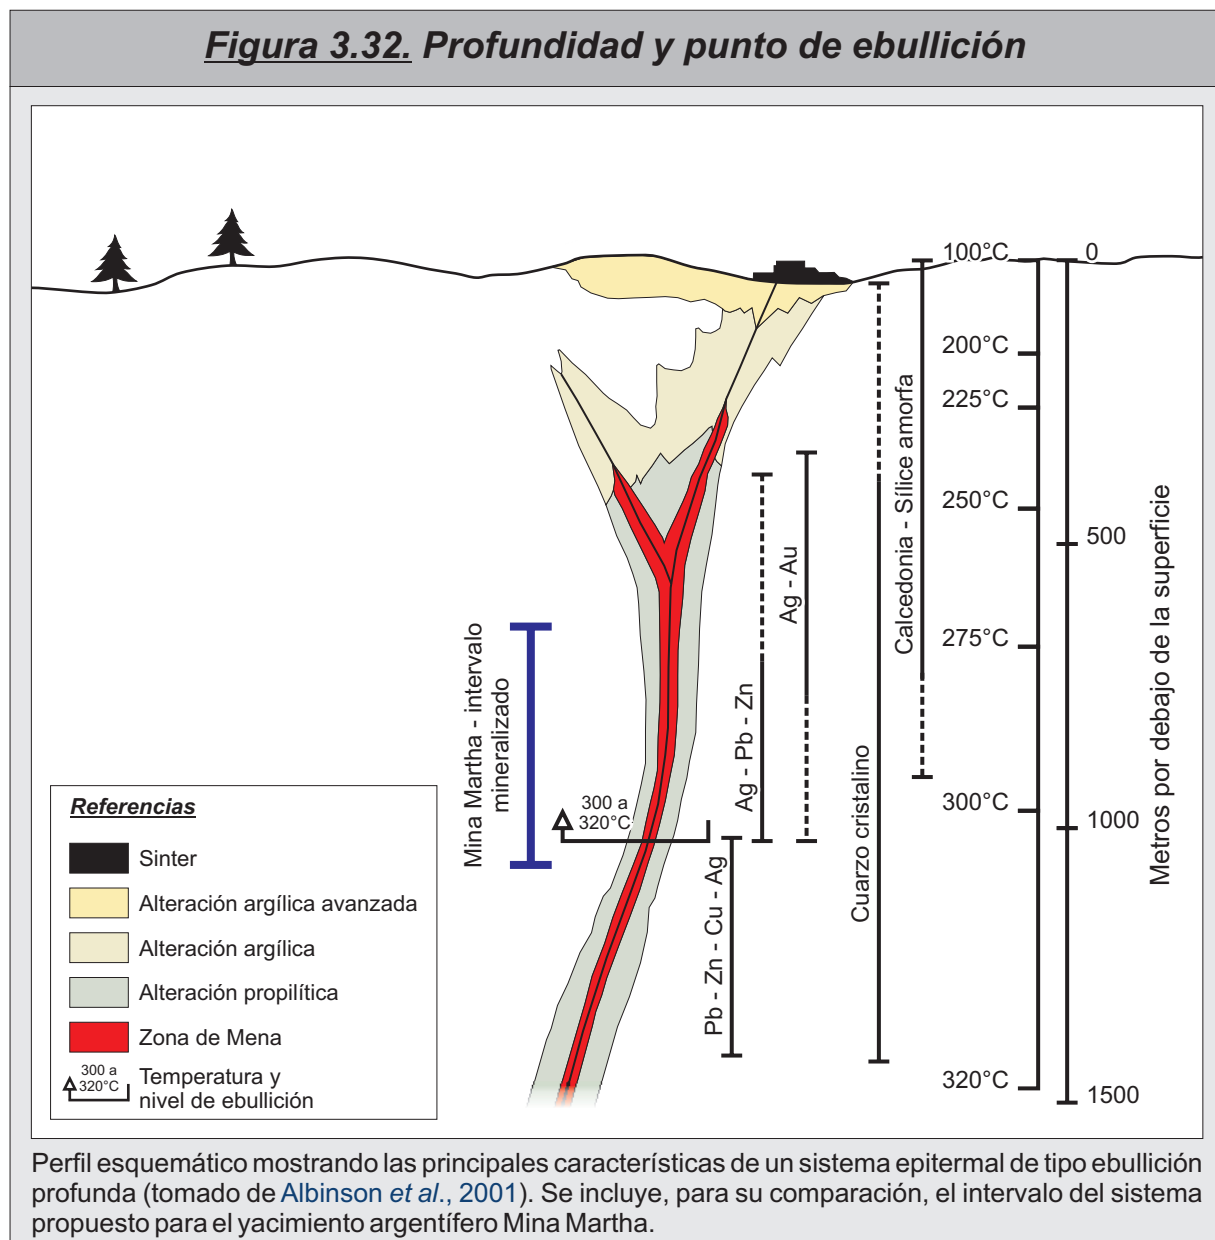 Figura 3.32. Profundidad y punto de ebullición
100°C
200°C
225°C
250°C
275°C
300°C
320°C
0
500
1000
1500
Metros por debajo de la superficie
Calcedonia - Sílice amorfa
Cuarzo cristalino
Ag - Au
Ag - Pb - Zn
Pb - Zn - Cu - Ag
Mina Martha - intervalo
mineralizado
300 a
320°C
Referencias
Sinter
Alteración argílica avanzada
Alteración argílica
Alteración propilítica
Zona de Mena
300 a
320°C
Temperatura y
nivel de ebullición
Perfil esquemático mostrando las principales características de un sistema epitermal de tipo ebullición
profunda (tomado de Albinson et al., 2001). Se incluye, para su comparación, el intervalo del sistema
propuesto para el yacimiento argentífero Mina Martha.